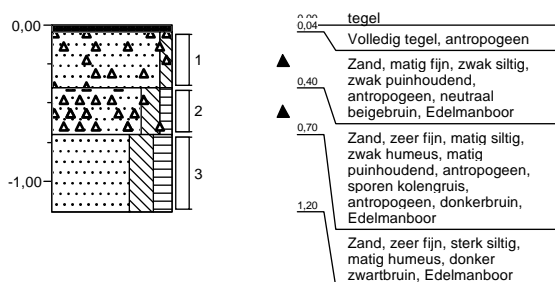 0,00
-1,00
1
2
3
0,00
tegel
0,04
Volledig tegel, antropogeen
Zand, matig fijn, zwak siltig,
zwak puinhoudend,
0,40
antropogeen, neutraal
beigebruin, Edelmanboor
0,70
Zand, zeer fijn, matig siltig,
zwak humeus, matig
puinhoudend, antropogeen,
sporen kolengruis,
antropogeen, donkerbruin,
1,20
Edelmanboor
Zand, zeer fijn, sterk siltig,
matig humeus, donker
zwartbruin, Edelmanboor